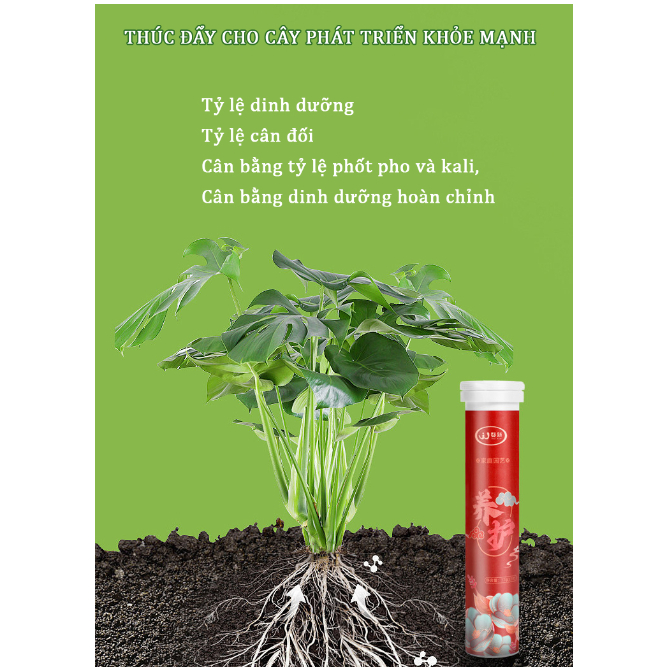 THÚC ĐẨY CHO CÂY PHÁT TRIỂN KHỎE MẠNH
Tỷ lệ dinh dưỡng
Tỷ lệ cân đối
Cân bằng tỷ lệ phốt pho và kali,
Cân bằng dinh dưỡng hoàn chỉnh
养护